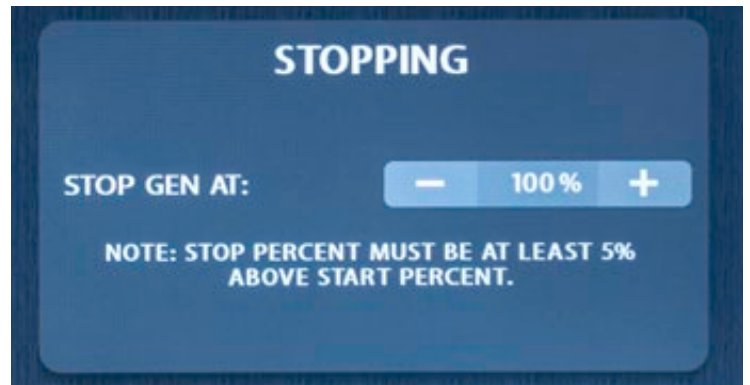 STOPPING
STOP GEN AT:
− 100% +
NOTE: STOP PERCENT MUST BE AT LEAST 5%
ABOVE START PERCENT.